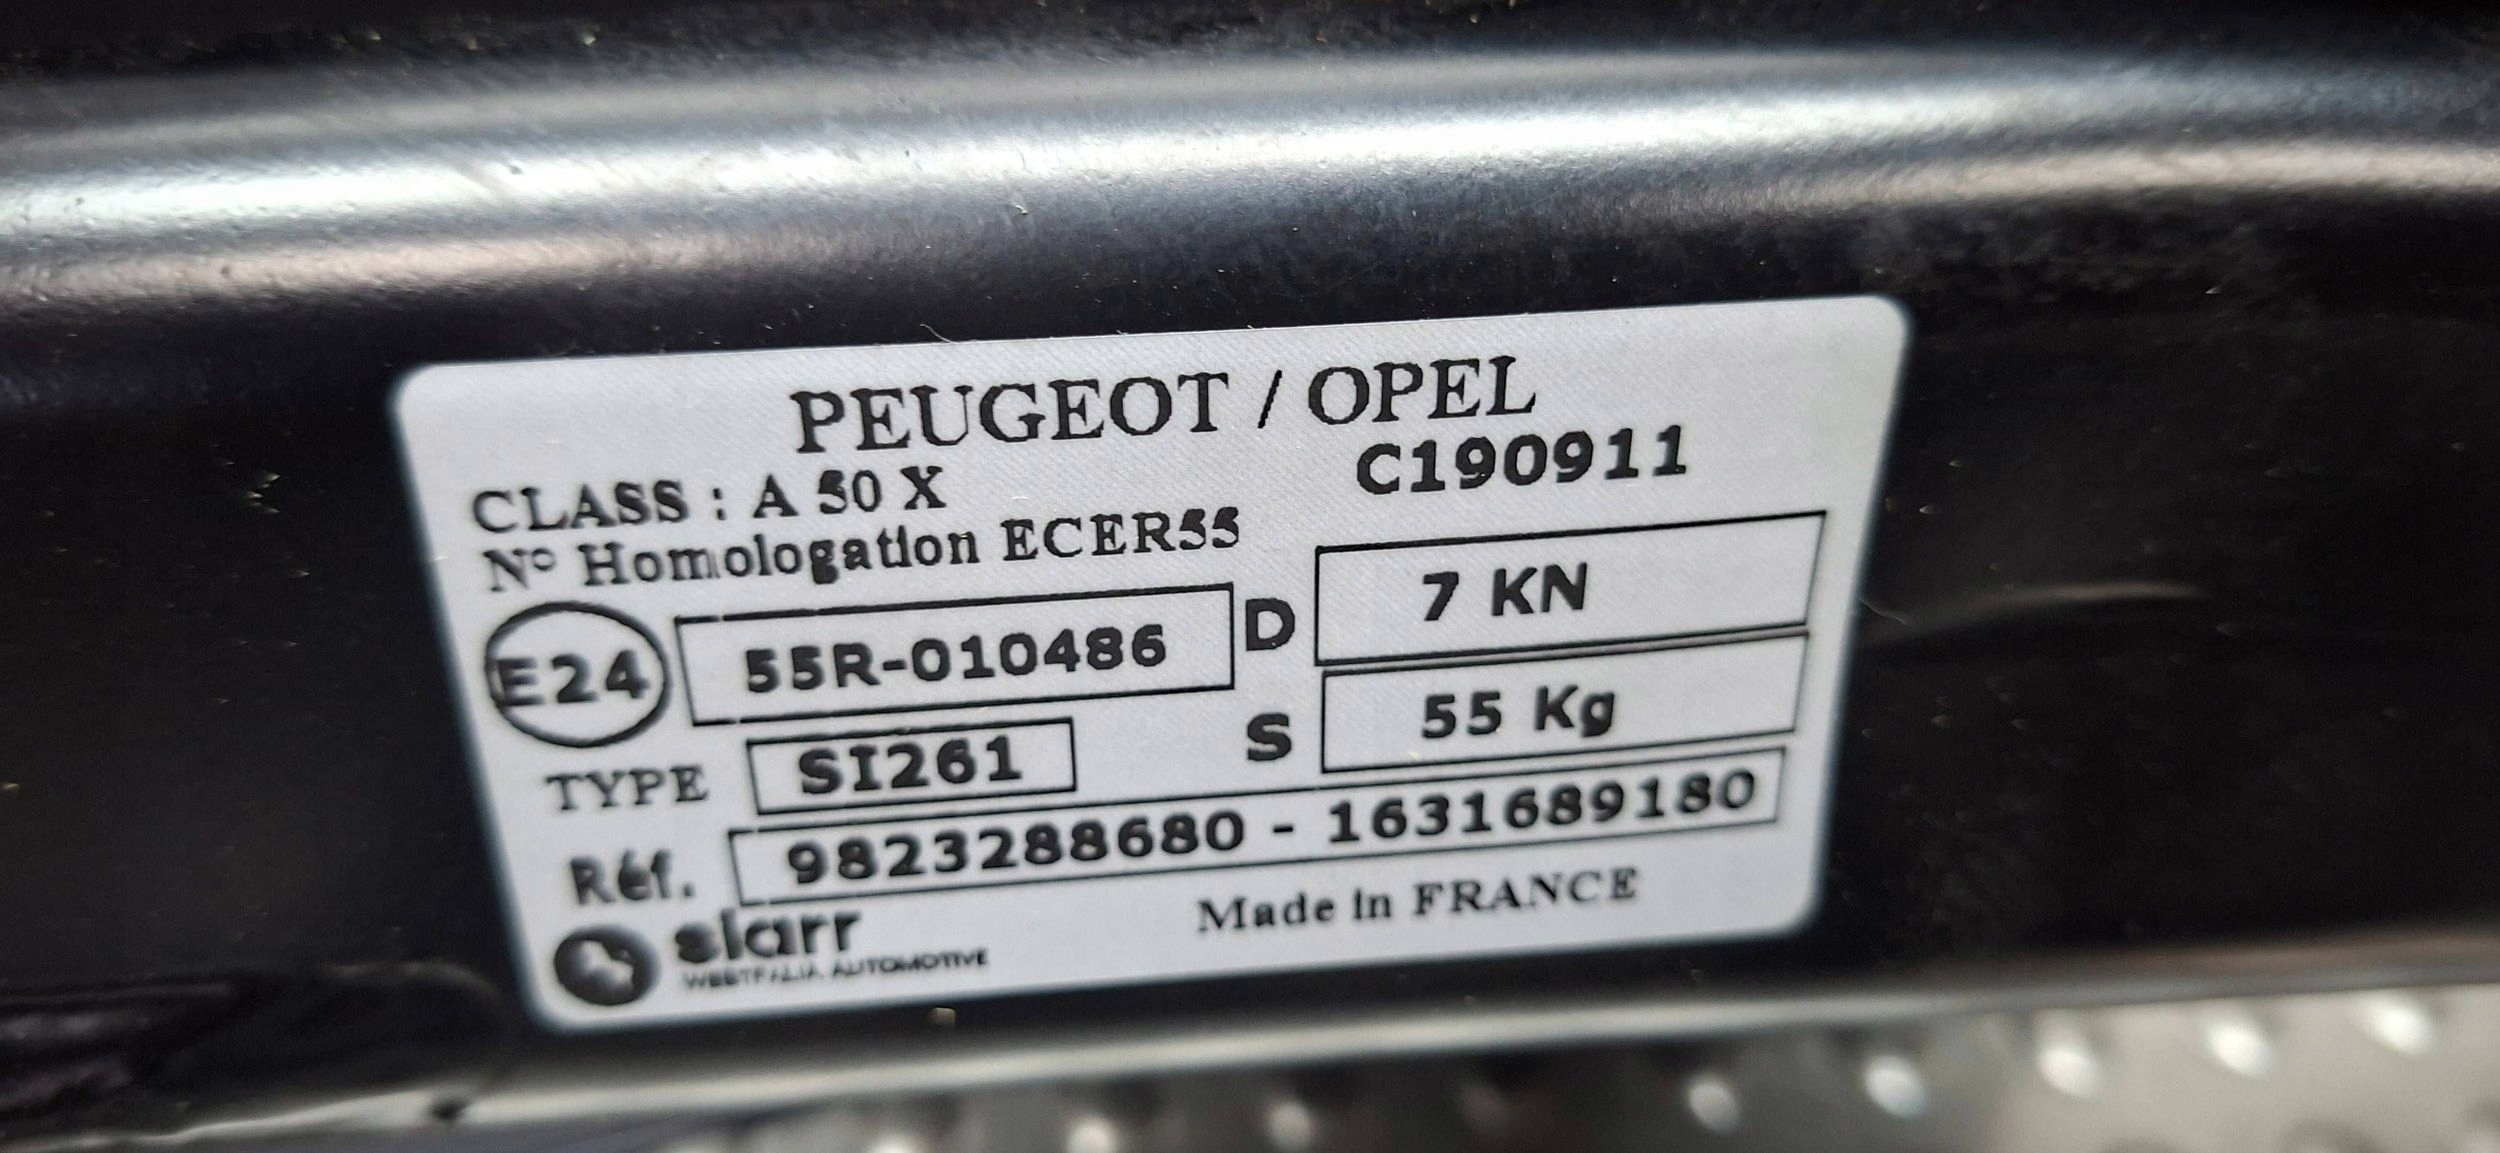 PEUGEOT / OPEL
C190911
CLASS : A 50 X
N° Homologation ECER55
E24 55R-010486 D 7 KN
S 55 Kg
TYPE SI261
Réf. 9823288680 - 1631689180
siarr
WESTFALIA AUTOMOTIVE
Made in FRANCE